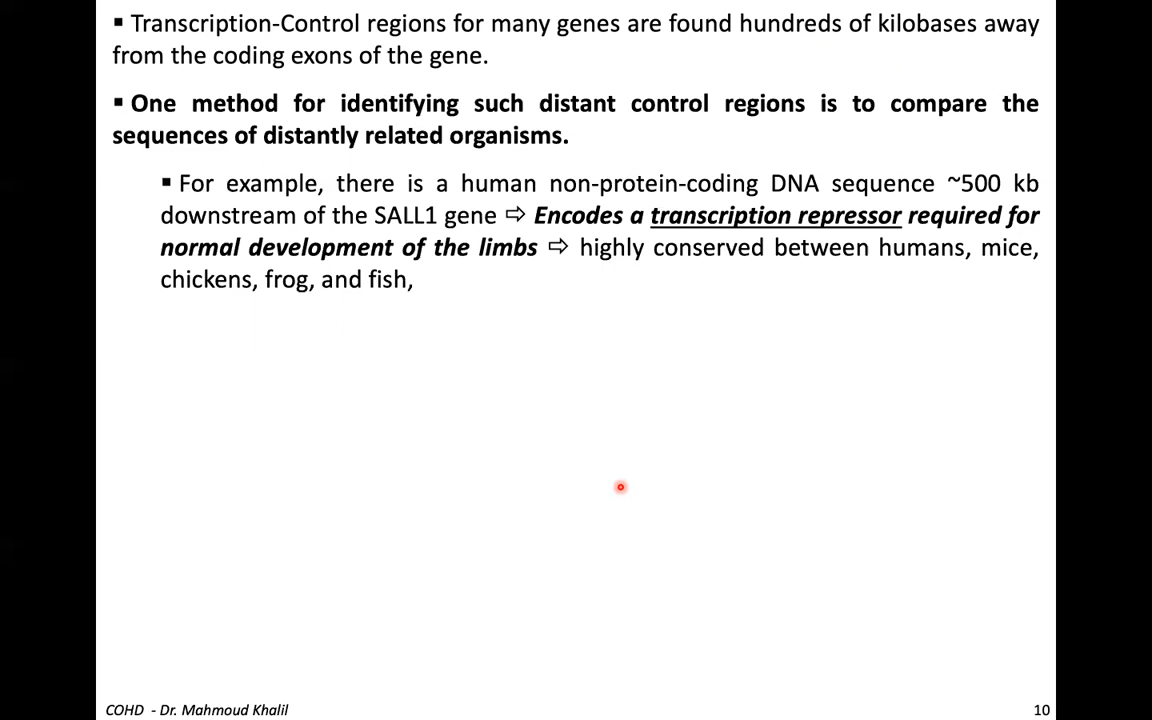 ▪ Transcription-Control regions for many genes are found hundreds of kilobases away
from the coding exons of the gene.
▪ One method for identifying such distant control regions is to compare the
sequences of distantly related organisms.
▪ For example, there is a human non-protein-coding DNA sequence ~500 kb
downstream of the SALL1 gene ⇨ Encodes a transcription repressor required for
normal development of the limbs ⇨ highly conserved between humans, mice,
chickens, frog, and fish,
COHD - Dr. Mahmoud Khalil
10